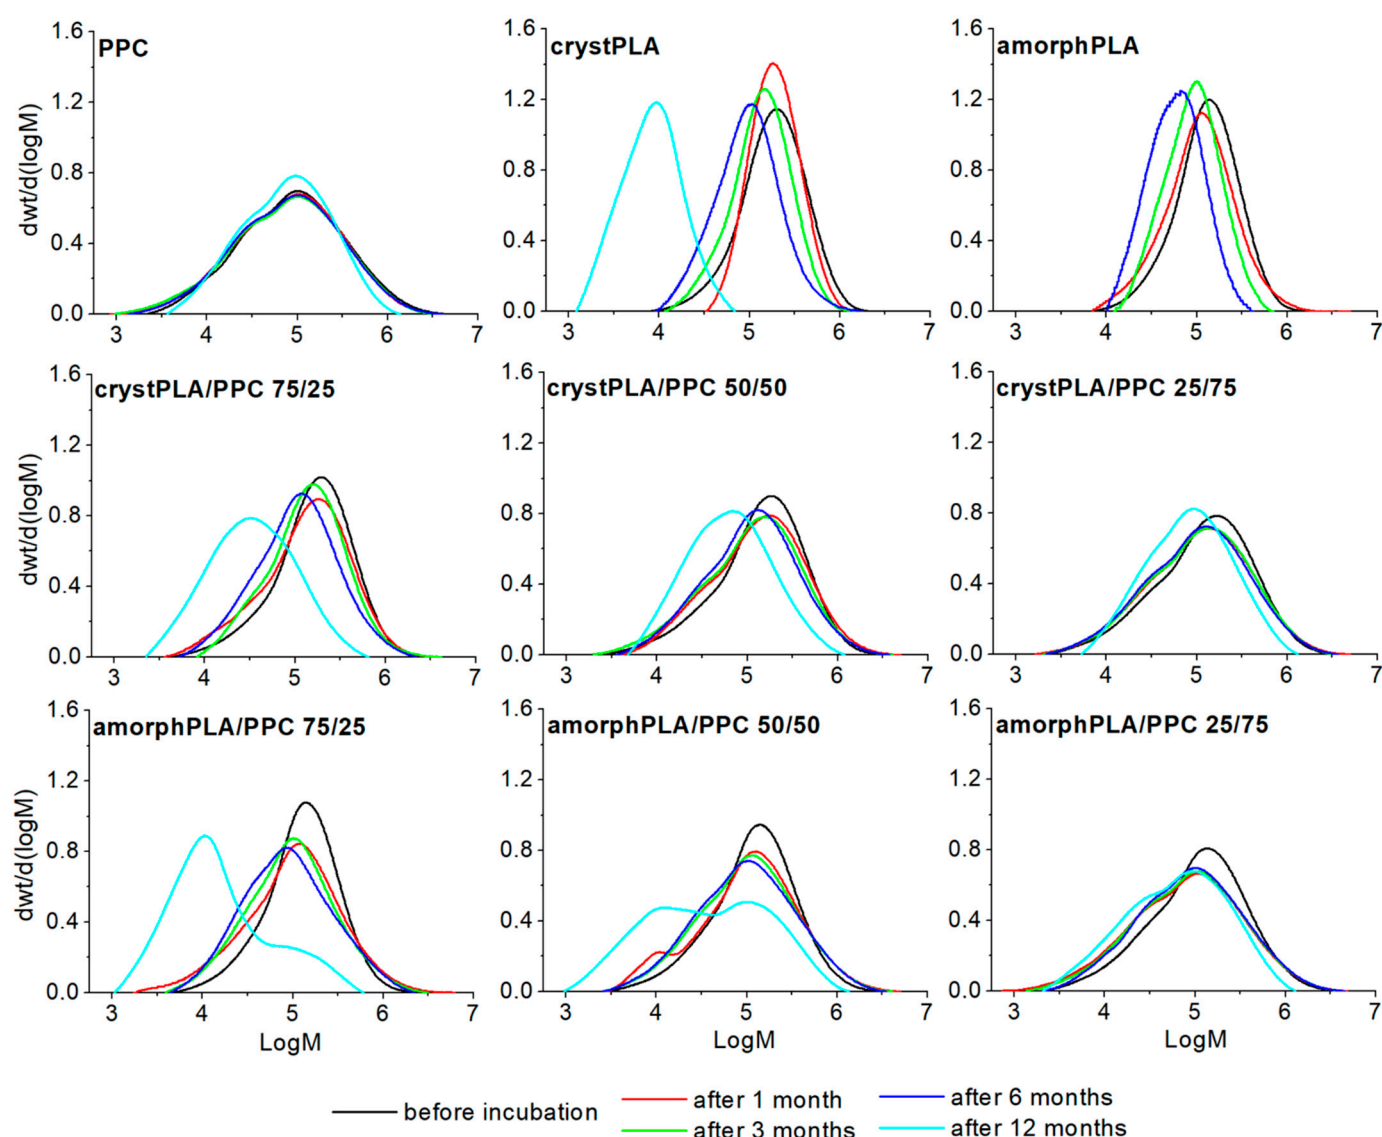 PPC
crystPLA
amorphPLA
dwt/d(logM)
1.6
1.2
0.8
0.4
0.0
3 4 5 6 7
1.6
1.2
0.8
0.4
0.0
3 4 5 6 7
1.6
1.2
0.8
0.4
0.0
3 4 5 6 7
crystPLA/PPC 75/25
crystPLA/PPC 50/50
crystPLA/PPC 25/75
dwt/d(logM)
1.6
1.2
0.8
0.4
0.0
3 4 5 6 7
1.6
1.2
0.8
0.4
0.0
3 4 5 6 7
1.6
1.2
0.8
0.4
0.0
3 4 5 6 7
amorphPLA/PPC 75/25
amorphPLA/PPC 50/50
amorphPLA/PPC 25/75
dwt/d(logM)
1.6
1.2
0.8
0.4
0.0
3 4 5 6 7
LogM
1.6
1.2
0.8
0.4
0.0
3 4 5 6 7
LogM
1.6
1.2
0.8
0.4
0.0
3 4 5 6 7
LogM
before incubation
after 1 month
after 3 months
after 6 months
after 12 months